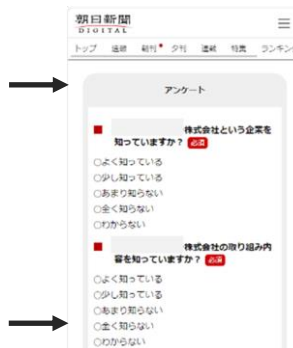 朝日新聞
DIGITAL
トップ 速報 朝刊 夕刊 連載 特集 ランキン
アンケート
株式会社という企業を
知っていますか? 必須
○よく知っている
○少し知っている
○あまり知らない
○全く知らない
○わからない
株式会社の取り組み内
容を知っていますか? 必須
○よく知っている
○少し知っている
○あまり知らない
○全く知らない
○わからない